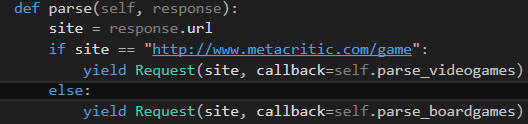 def parse(self, response):
    site = response.url
    if site == "http://www.metacritic.com/game":
        yield Request(site, callback=self.parse_videogames)
    else:
        yield Request(site, callback=self.parse_boardgames)